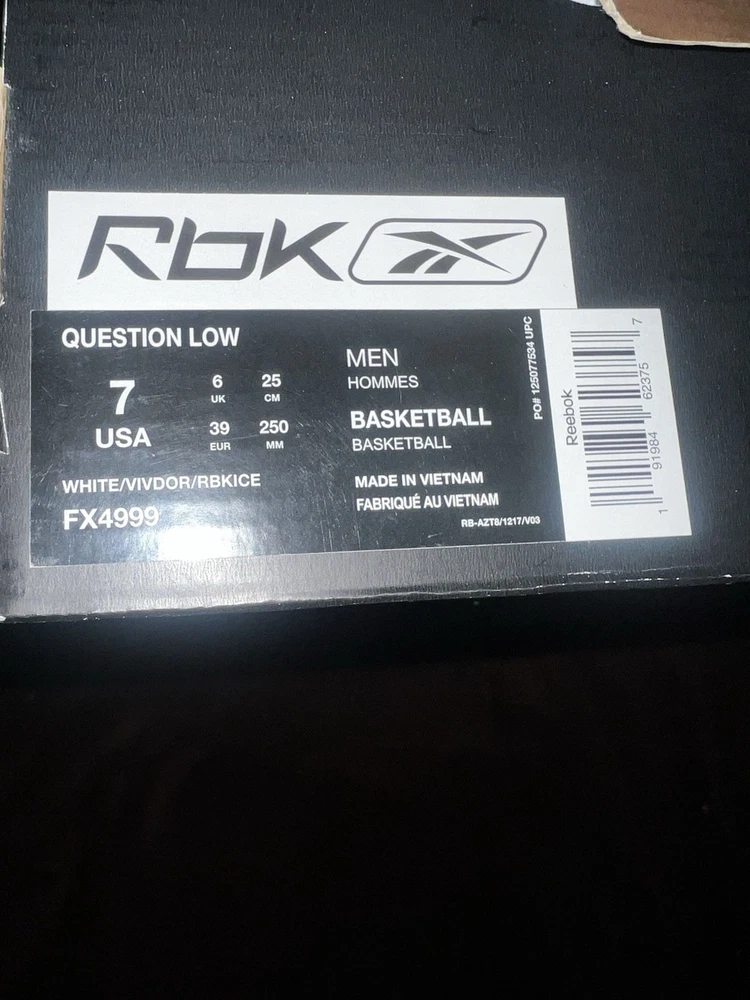 Rbk
QUESTION LOW
7
USA
6
UK
25
CM
39
EUR
250
MM
WHITE/VIVDOR/RBKICE
FX4999
MEN
HOMMES
BASKETBALL
BASKETBALL
MADE IN VIETNAM
FABRIQUÉ AU VIETNAM
RB-AZT8/1217/V03
PO# 125077534 UPC
Reebok
1 91984 62375 7